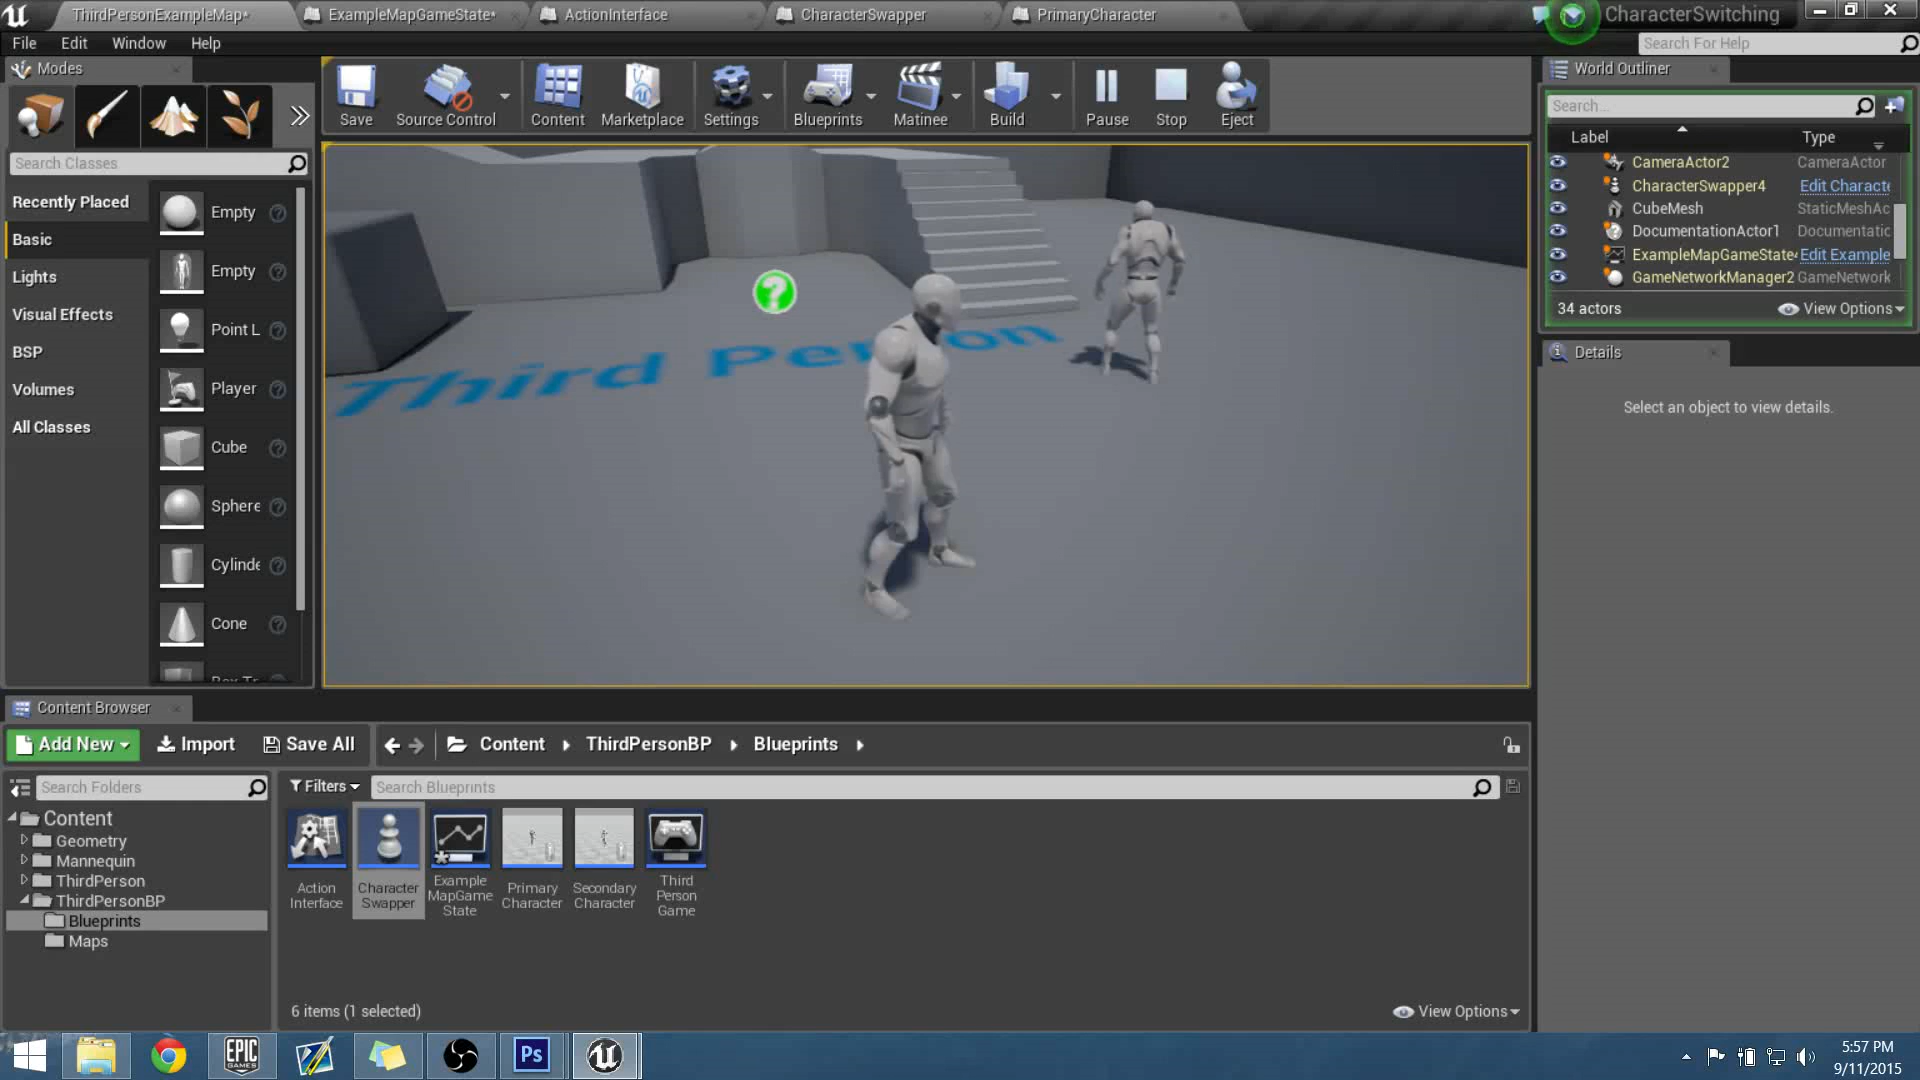 ThirdPersonExampleMap*
ExampleMapGameState*
ActionInterface
CharacterSwapper
PrimaryCharacter
CharacterSwitching
File Edit Window Help
Search For Help
Modes
Save
Source Control
Content
Marketplace
Settings
Blueprints
Matinee
Build
Pause
Stop
Eject
World Outliner
Search...
Label Type
CameraActor2 CameraActor
CharacterSwapper4 Edit Characte
CubeMesh StaticMeshAc
DocumentationActor1 Documentatic
ExampleMapGameState Edit Example
GameNetworkManager2 GameNetwork
34 actors
View Options
Details
Select an object to view details.
Search Classes
Recently Placed
Basic
Lights
Visual Effects
BSP
Volumes
All Classes
Empty
Empty
Point L
Player
Cube
Sphere
Cylinde
Cone
Third Person
Content Browser
Add New
Import
Save All
Content
ThirdPersonBP
Blueprints
Search Folders
Filters
Search Blueprints
Content
Geometry
Mannequin
ThirdPerson
ThirdPersonBP
Blueprints
Maps
Action
Interface
Character
Swapper
Example
MapGame
State
Primary
Character
Secondary
Character
Third
Person
Game
6 items (1 selected)
View Options
EPIC
GAMES
Ps
5:57 PM
9/11/2015